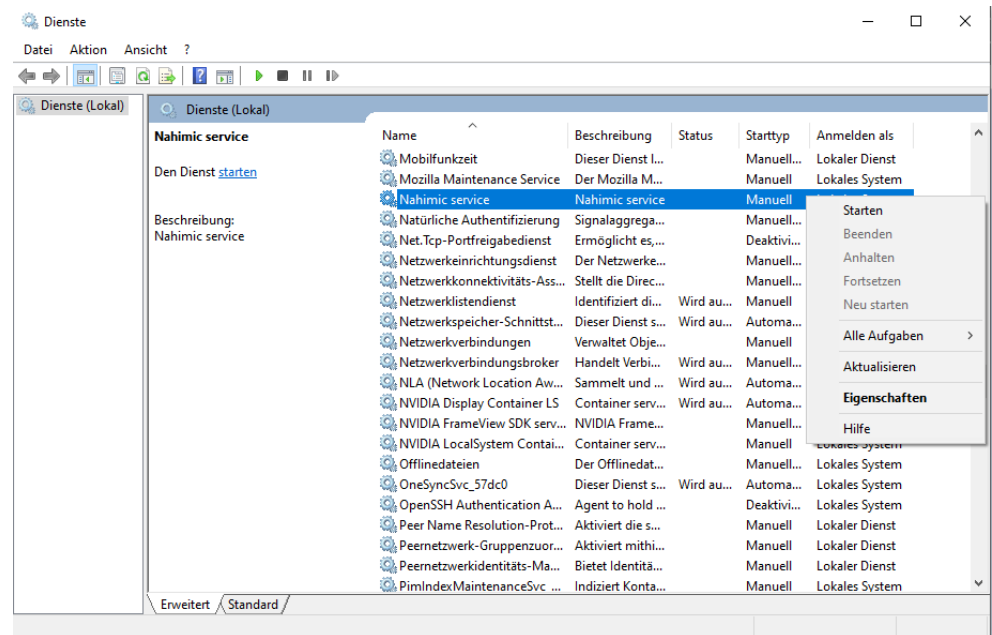 Dienste
Datei Aktion Ansicht ?
Dienste (Lokal)
Dienste (Lokal)
Nahimic service
Den Dienst starten
Beschreibung:
Nahimic service
Name Beschreibung Status Starttyp Anmelden als
Mobilfunkzeit Dieser Dienst l... Manuell... Lokaler Dienst
Mozilla Maintenance Service Der Mozilla M... Manuell Lokales System
Nahimic service Nahimic service Manuell
Natürliche Authentifizierung Signalaggrega... Manuell...
Net.Tcp-Portfreigabedienst Ermöglicht es,... Deaktivi...
Netzwerkeinrichtungsdienst Der Netzwerke... Manuell...
Netzwerkkonnektivitäts-Ass... Stellt die Direc... Manuell...
Netzwerklistendienst Identifiziert di... Wird au... Manuell
Netzwerkspeicher-Schnittst... Dieser Dienst s... Wird au... Automa...
Netzwerkverbindungen Verwaltet Obje... Manuell
Netzwerkverbindungsbroker Handelt Verbi... Wird au... Manuell...
NLA (Network Location Aw... Sammelt und ... Wird au... Automa...
NVIDIA Display Container LS Container serv... Wird au... Automa...
NVIDIA FrameView SDK serv... NVIDIA Frame... Manuell...
NVIDIA LocalSystem Contai... Container serv... Manuell... Lokales System
Offlinedateien Der Offlinedat... Manuell... Lokales System
OneSyncSvc_57dc0 Dieser Dienst s... Wird au... Automa... Lokales System
OpenSSH Authentication A... Agent to hold ... Deaktivi... Lokales System
Peer Name Resolution-Prot... Aktiviert die s... Manuell Lokaler Dienst
Peernetzwerk-Gruppenzuor... Aktiviert mithi... Manuell Lokaler Dienst
Peernetzwerkidentitäts-Ma... Bietet Identitä... Manuell Lokaler Dienst
PimIndexMaintenanceSvc ... Indiziert Konta... Manuell Lokales System
Starten
Beenden
Anhalten
Fortsetzen
Neu starten
Alle Aufgaben
Aktualisieren
Eigenschaften
Hilfe
Erweitert Standard